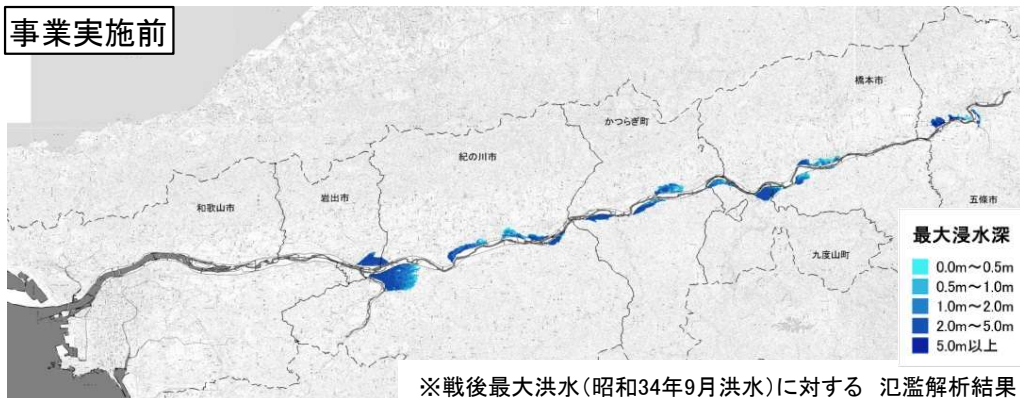 事業実施前
橋本市
かつらぎ町
紀の川市
岩出市
和歌山市
五條市
九度山町
最大浸水深
0.0m～0.5m
0.5m～1.0m
1.0m～2.0m
2.0m～5.0m
5.0m以上
※戦後最大洪水(昭和34年9月洪水)に対する 氾濫解析結果